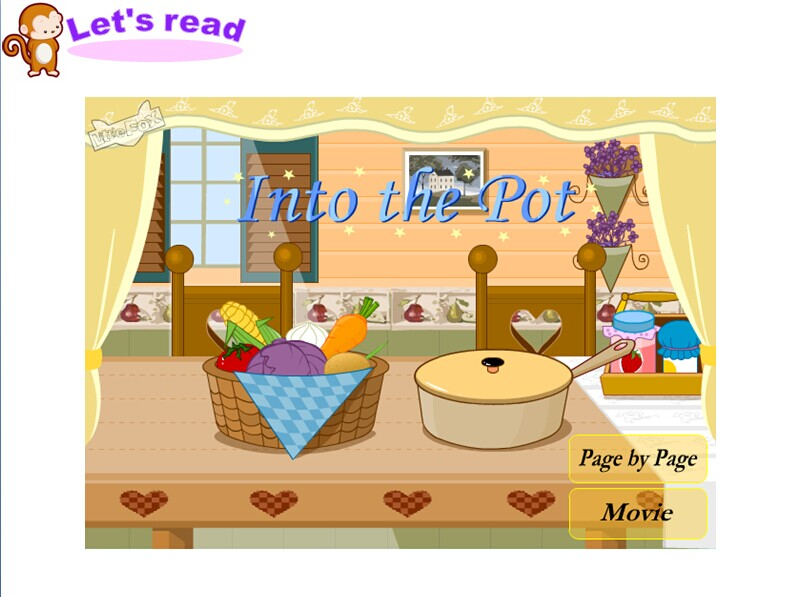 Let's read
Little Fox
Into the Pot
Page by Page
Movie